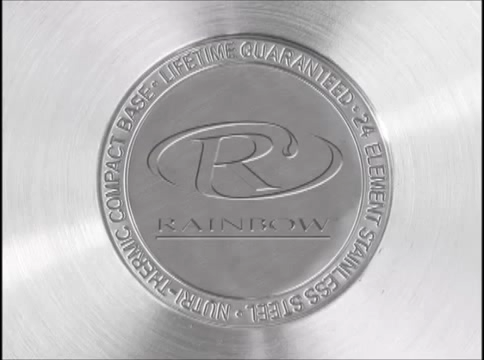 LIFETIME GUARANTEED · 24 ELEMENT STAINLESS STEEL · NUTRI-THERMIC COMPACT BASE ·
R
RAINBOW